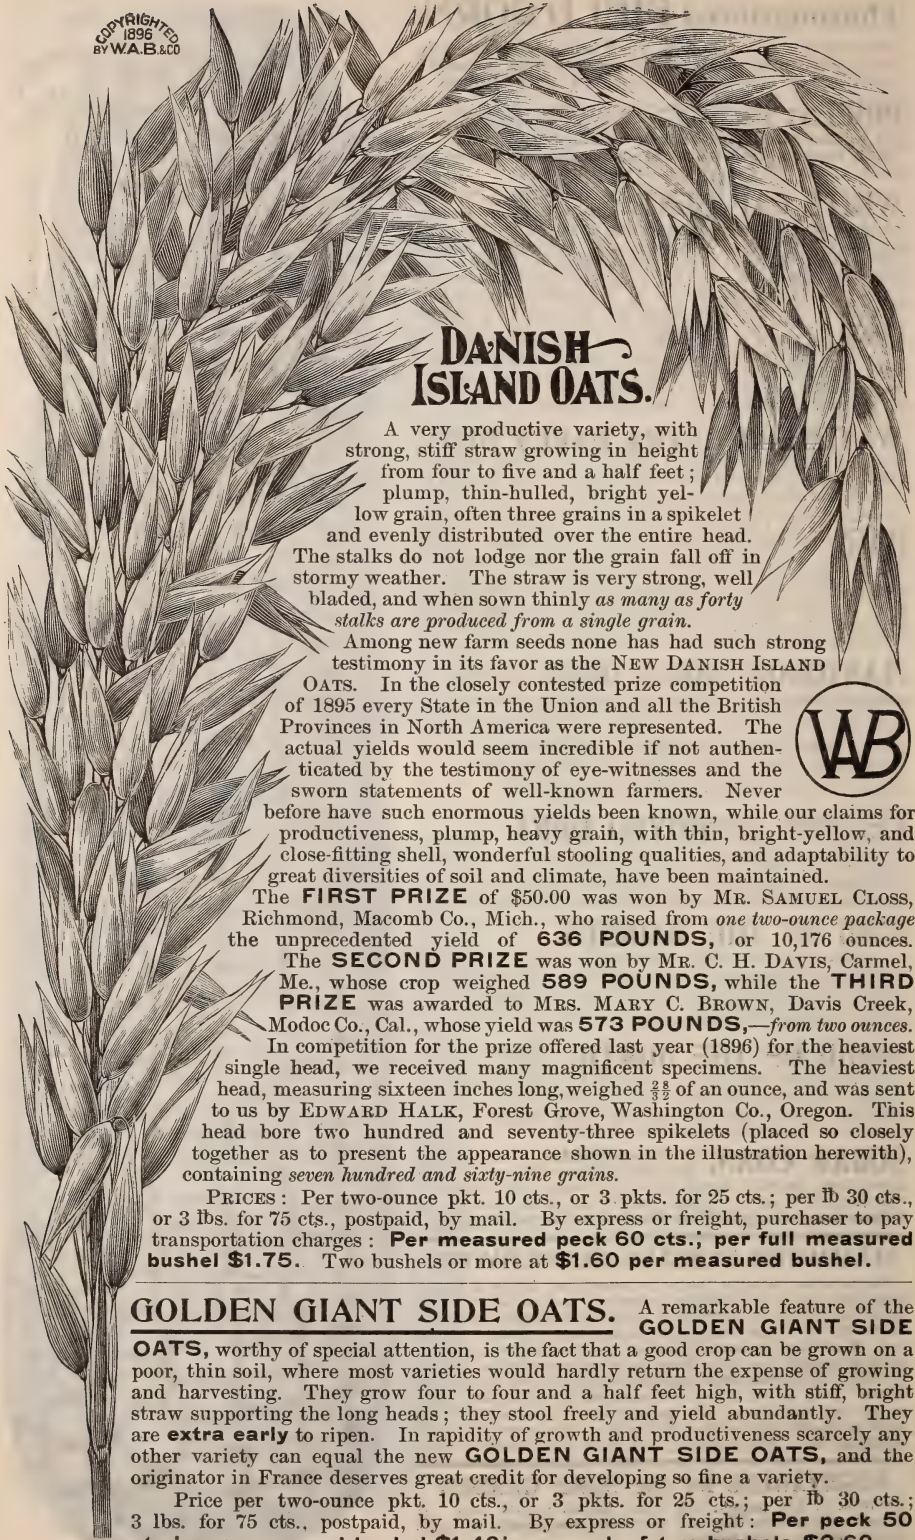 COPYRIGHTED
1896
BY W.A.B.&CO
DANISH
ISLAND OATS.
A very productive variety, with
strong, stiff straw growing in height
from four to five and a half feet;
plump, thin-hulled, bright yel-
low grain, often three grains in a spikelet
and evenly distributed over the entire head.
The stalks do not lodge nor the grain fall off in
stormy weather. The straw is very strong, well
bladed, and when sown thinly as many as forty
stalks are produced from a single grain.
Among new farm seeds none has had such strong
testimony in its favor as the NEW DANISH ISLAND
OATS. In the closely contested prize competition
of 1895 every State in the Union and all the British
Provinces in North America were represented. The
actual yields would seem incredible if not authen-
ticated by the testimony of eye-witnesses and the
sworn statements of well-known farmers. Never
WAB
before have such enormous yields been known, while our claims for
productiveness, plump, heavy grain, with thin, bright-yellow, and
close-fitting shell, wonderful stooling qualities, and adaptability to
great diversities of soil and climate, have been maintained.
The FIRST PRIZE of $50.00 was won by MR. SAMUEL CLOSS,
Richmond, Macomb Co., Mich., who raised from one two-ounce package
the unprecedented yield of 636 POUNDS, or 10,176 ounces.
The SECOND PRIZE was won by MR. C. H. DAVIS, Carmel,
Me., whose crop weighed 589 POUNDS, while the THIRD
PRIZE was awarded to MRS. MARY C. BROWN, Davis Creek,
Modoc Co., Cal., whose yield was 573 POUNDS,—from two ounces.
In competition for the prize offered last year (1896) for the heaviest
single head, we received many magnificent specimens. The heaviest
head, measuring sixteen inches long, weighed 28/32 of an ounce, and was sent
to us by EDWARD HALK, Forest Grove, Washington Co., Oregon. This
head bore two hundred and seventy-three spikelets (placed so closely
together as to present the appearance shown in the illustration herewith),
containing seven hundred and sixty-nine grains.
PRICES: Per two-ounce pkt. 10 cts., or 3 pkts. for 25 cts.; per lb 30 cts.,
or 3 lbs. for 75 cts., postpaid, by mail. By express or freight, purchaser to pay
transportation charges: Per measured peck 60 cts.; per full measured
bushel $1.75. Two bushels or more at $1.60 per measured bushel.
GOLDEN GIANT SIDE OATS. A remarkable feature of the
GOLDEN GIANT SIDE
OATS, worthy of special attention, is the fact that a good crop can be grown on a
poor, thin soil, where most varieties would hardly return the expense of growing
and harvesting. They grow four to four and a half feet high, with stiff, bright
straw supporting the long heads; they stool freely and yield abundantly. They
are extra early to ripen. In rapidity of growth and productiveness scarcely any
other variety can equal the new GOLDEN GIANT SIDE OATS, and the
originator in France deserves great credit for developing so fine a variety.
Price per two-ounce pkt. 10 cts., or 3 pkts. for 25 cts.; per lb 30 cts.;
3 lbs. for 75 cts., postpaid, by mail. By express or freight: Per peck 50